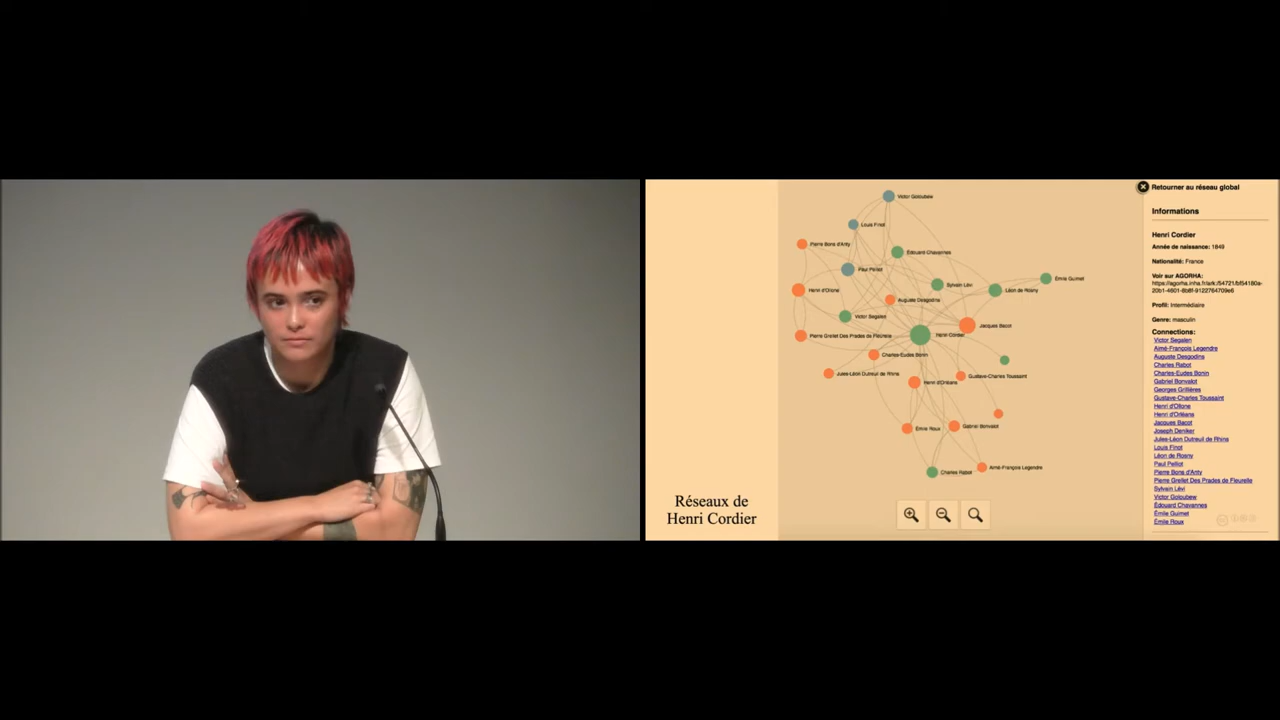 Victor Goloubew
Louis Finot
Pierre Bons d'Anty
Édouard Chavannes
Paul Pelliot
Émile Guimet
Sylvain Lévi
Henri d'Ollone
Léon de Rosny
Auguste Desgodins
Victor Segalen
Jacques Bacot
Pierre Grellet Des Prades de Fleurelle
Henri Cordier
Charles-Eudes Bonin
Jules-Léon Dutreuil de Rhins
Gustave-Charles Toussaint
Henri d'Orléans
Émile Roux
Gabriel Bonvalot
Aimé-François Legendre
Charles Rabot
Réseaux de
Henri Cordier
Retourner au réseau global
Informations
Henri Cordier
Année de naissance: 1849
Nationalité: France
Voir sur AGORHA:
Profil: Intermédiaire
Genre: masculin
Connections:
Victor Segalen
Aimé-François Legendre
Auguste Desgodins
Charles Rabot
Charles-Eudes Bonin
Gabriel Bonvalot
Georges Grillières
Gustave-Charles Toussaint
Henri d'Ollone
Henri d'Orléans
Jacques Bacot
Joseph Deniker
Jules-Léon Dutreuil de Rhins
Louis Finot
Léon de Rosny
Paul Pelliot
Pierre Bons d'Anty
Pierre Grellet Des Prades de Fleurelle
Sylvain Lévi
Victor Goloubew
Édouard Chavannes
Émile Guimet
Émile Roux